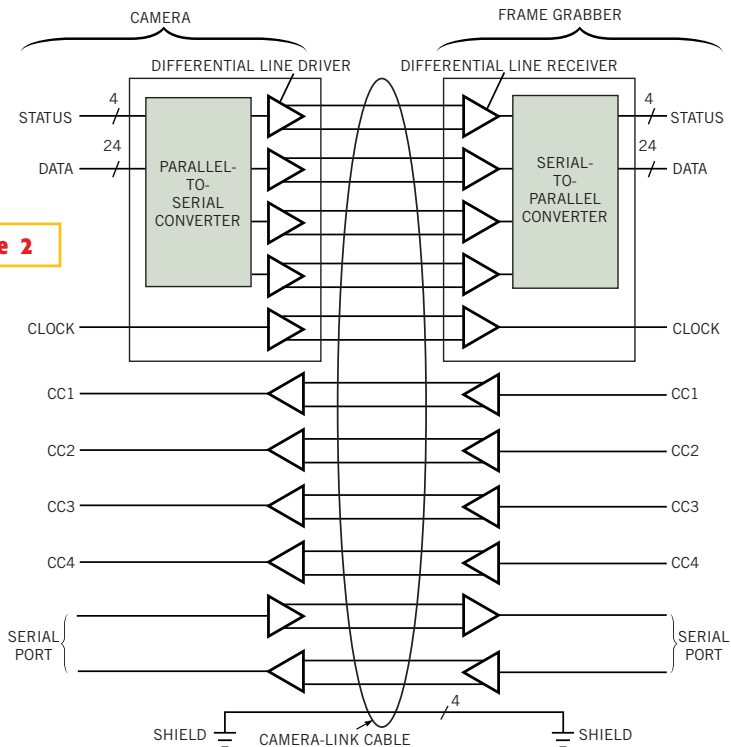 CAMERA
FRAME GRABBER
DIFFERENTIAL LINE DRIVER
DIFFERENTIAL LINE RECEIVER
4
4
STATUS
STATUS
24
24
DATA
DATA
PARALLEL-
TO-
SERIAL
CONVERTER
SERIAL-
TO-
PARALLEL
CONVERTER
e 2
CLOCK
CLOCK
CC1
CC1
CC2
CC2
CC3
CC3
CC4
CC4
SERIAL
PORT
SERIAL
PORT
4
SHIELD
CAMERA-LINK CABLE
SHIELD